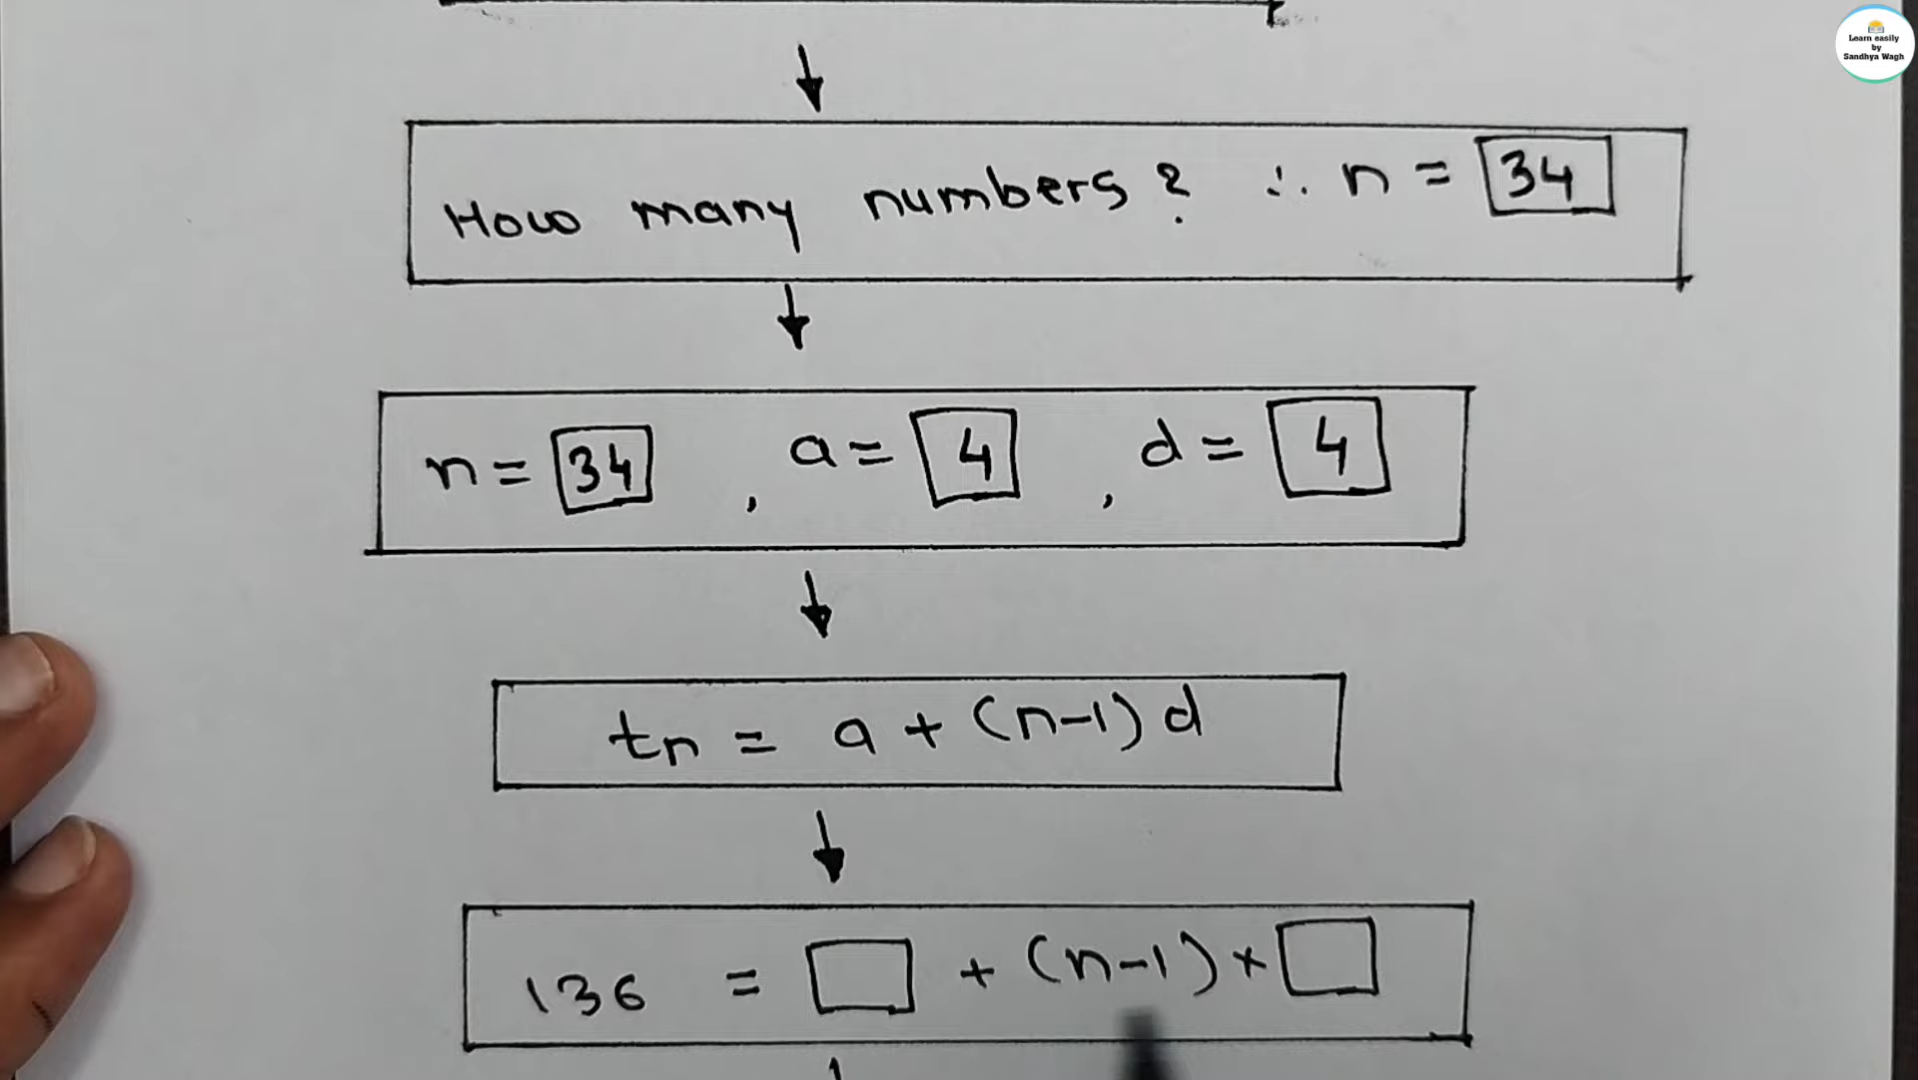 Learn easily
by
Sandhya Wagh
How many numbers? ∴ n = 34
n = 34 , a = 4 , d = 4
tn = a + (n-1) d
136 = □ + (n-1) × □